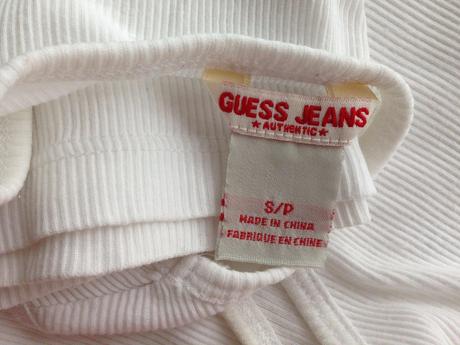 GUESS JEANS
★ AUTHENTIC ★
S/P
MADE IN CHINA
FABRIQUE EN CHINE